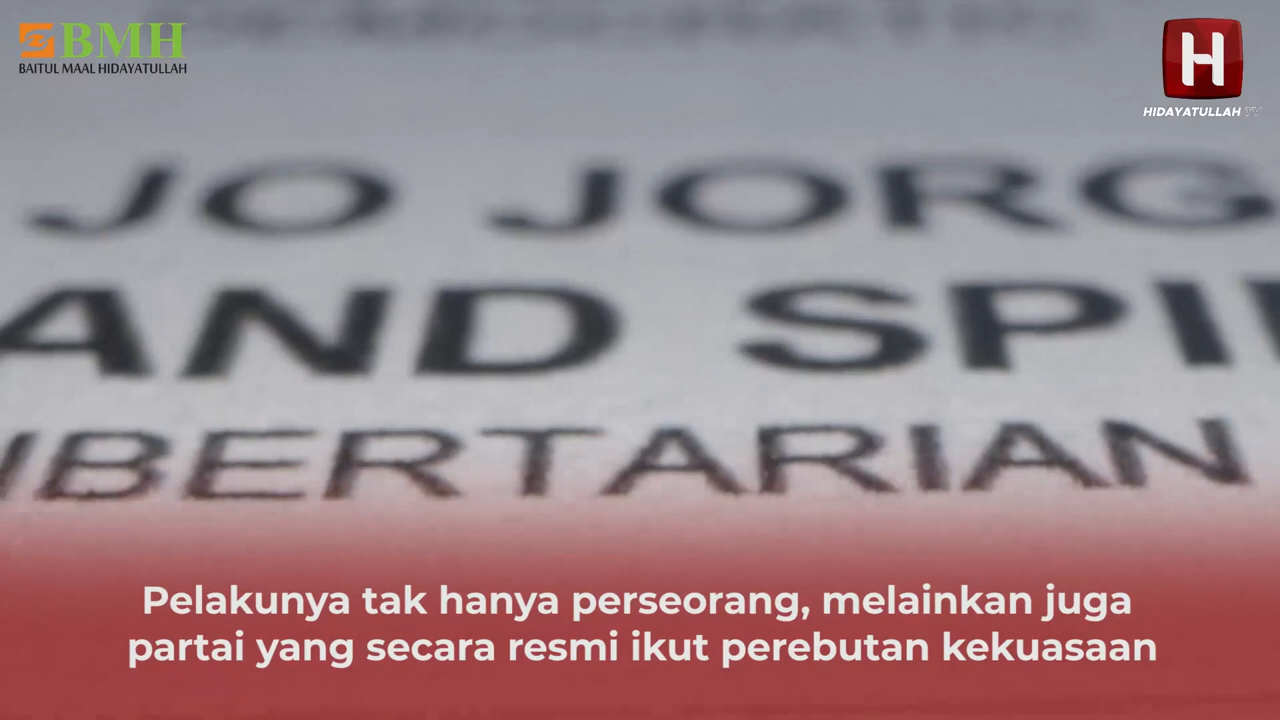 BMH
BAITUL MAAL HIDAYATULLAH
H
HIDAYATULLAH TV
JO JORG
AND SPI
IBERTARIAN
Pelakunya tak hanya perseorang, melainkan juga
partai yang secara resmi ikut perebutan kekuasaan